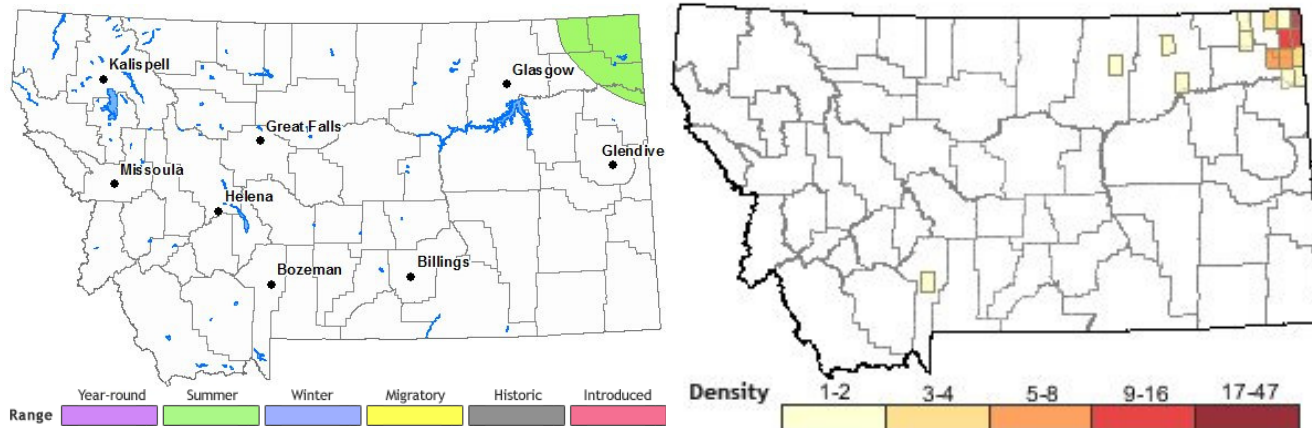 Kalispell
Glasgow
Great Falls
Glendive
Missoula
Helena
Bozeman
Billings
Year-round Summer Winter Migratory Historic Introduced
Range
Density 1-2 3-4 5-8 9-16 17-47